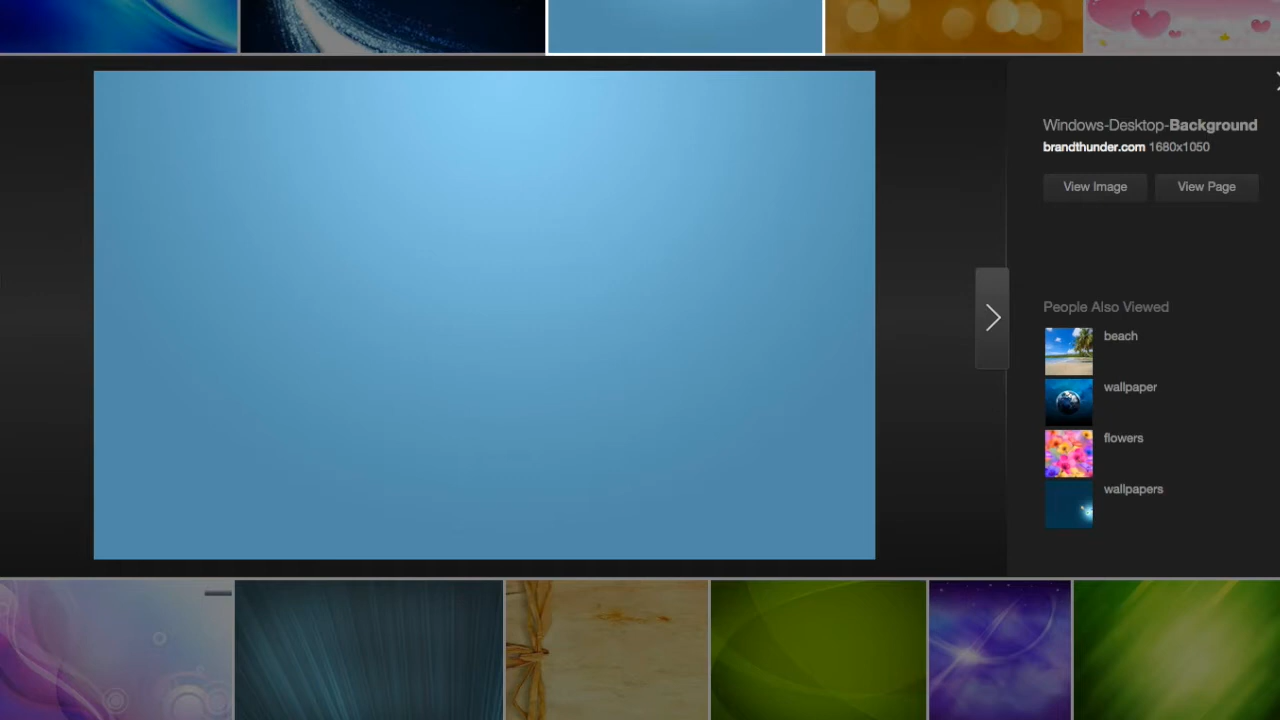 Windows-Desktop-Background
brandthunder.com 1680x1050
View Image View Page
People Also Viewed
beach
wallpaper
flowers
wallpapers